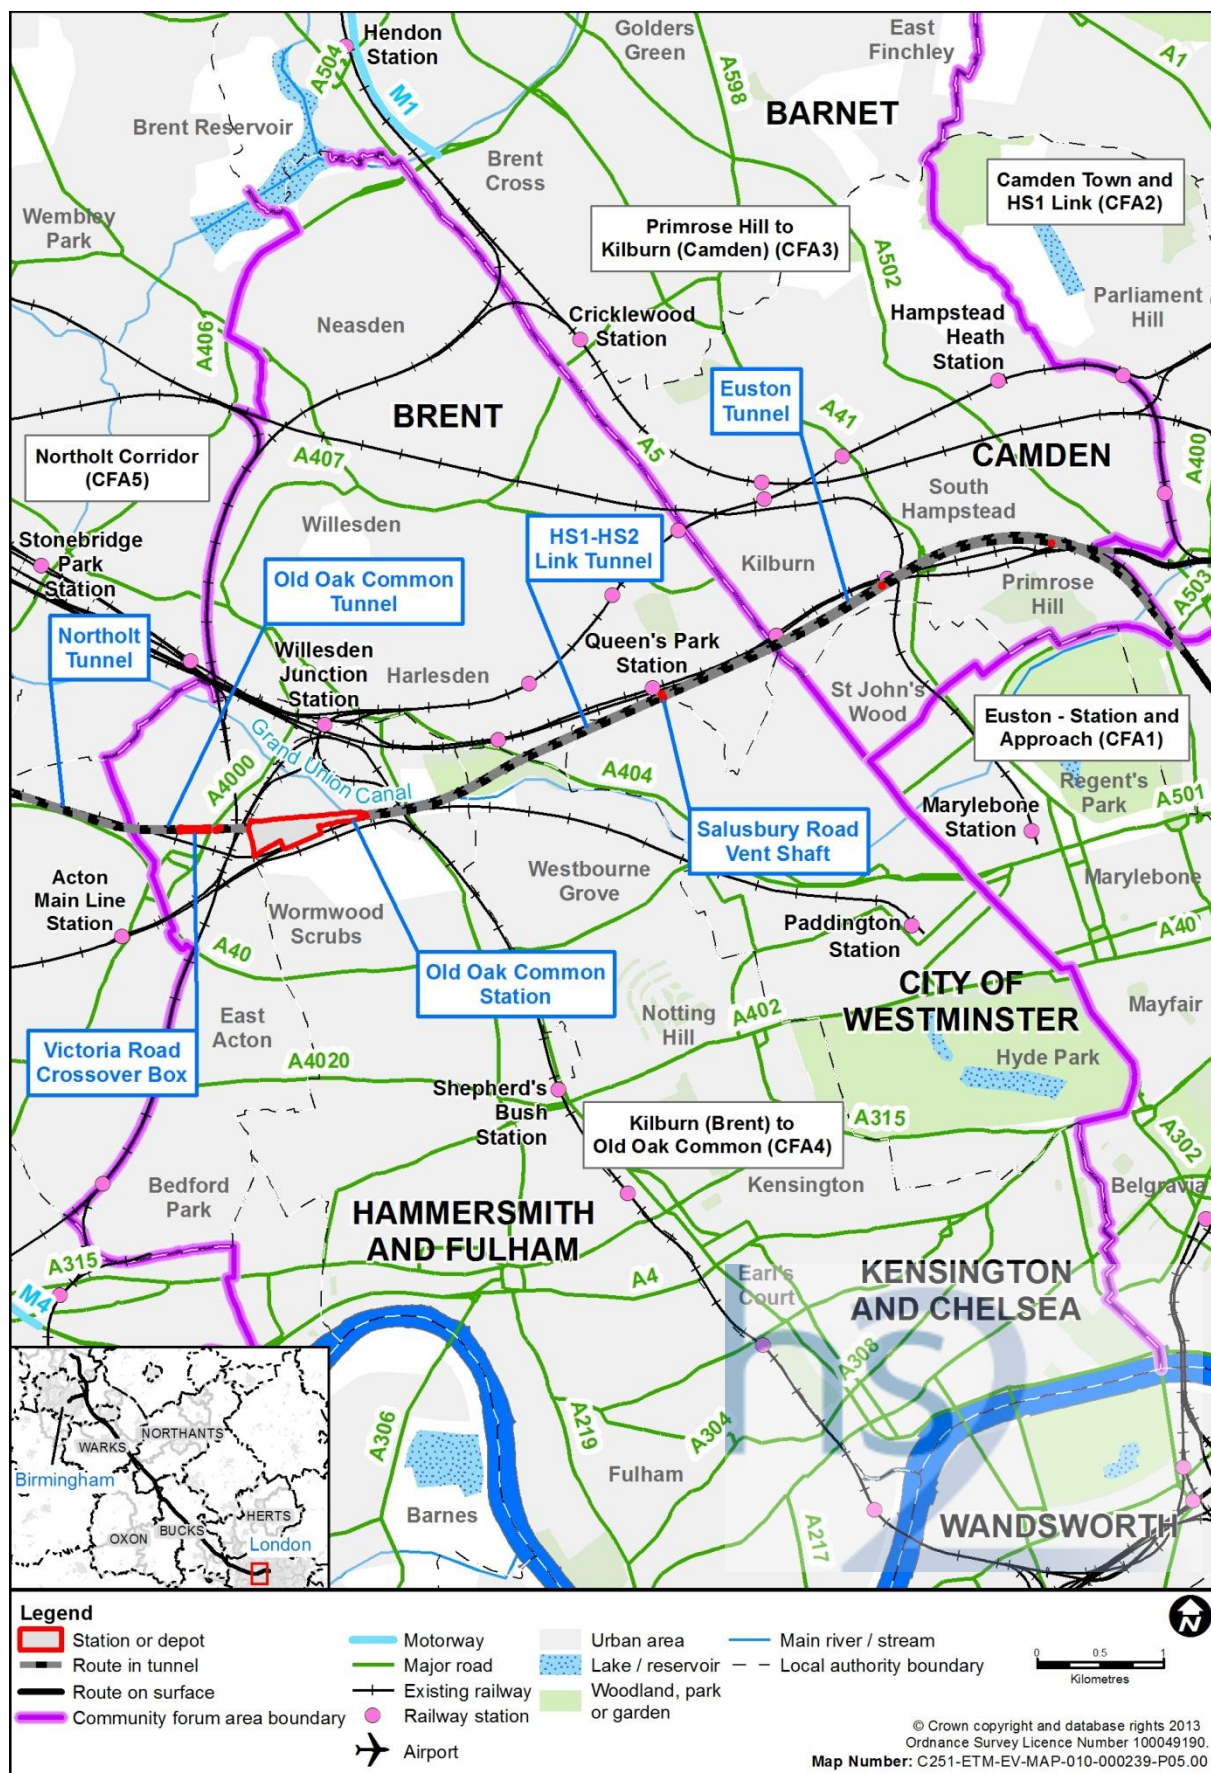 Hendon
Station
Golders
Green
East
Finchley
A1
A504
M1
A598
BARNET
Brent Reservoir
Brent
Cross
Camden Town and
HS1 Link (CFA2)
Wembley
Park
Primrose Hill to
Kilburn (Camden) (CFA3)
A502
Parliament
Hill
Neasden
Cricklewood
Station
Hampstead
Heath
Station
A406
BRENT
Euston
Tunnel
A41
A5
CAMDEN
A400
Northolt Corridor
(CFA5)
A407
South
Hampstead
Willesden
HS1-HS2
Link Tunnel
Kilburn
Stonebridge
Park
Station
Old Oak Common
Tunnel
Primrose
Hill
A503
Northolt
Tunnel
Willesden
Junction
Station
Harlesden
Queen's Park
Station
St John's
Wood
Euston - Station and
Approach (CFA1)
Grand Union Canal
A4000
A404
Regent's
Park
A501
Marylebone
Station
Salusbury Road
Vent Shaft
Acton
Main Line
Station
Westbourne
Grove
Marylebone
Wormwood
Scrubs
Paddington
Station
A40
A40
Old Oak Common
Station
CITY OF
WESTMINSTER
Mayfair
East
Acton
Notting
Hill
A402
Hyde Park
Victoria Road
Crossover Box
A4020
Shepherd's
Bush
Station
Kilburn (Brent) to
Old Oak Common (CFA4)
A315
A302
Bedford
Park
Kensington
Belgravia
HAMMERSMITH
AND FULHAM
A315
A4
Earl's
Court
KENSINGTON
AND CHELSEA
M4
A308
hs2
A306
A219
A304
Fulham
Barnes
A217
WANDSWORTH
WARKS
NORTHANTS
Birmingham
HERTS
BUCKS
OXON
London
Legend
Station or depot
Route in tunnel
Route on surface
Community forum area boundary
Motorway
Major road
Existing railway
Railway station
Airport
Urban area
Lake / reservoir
Woodland, park
or garden
Main river / stream
Local authority boundary
N
0 0.5 1
Kilometres
© Crown copyright and database rights 2013
Ordnance Survey Licence Number 100049190.
Map Number: C251-ETM-EV-MAP-010-000239-P05.00